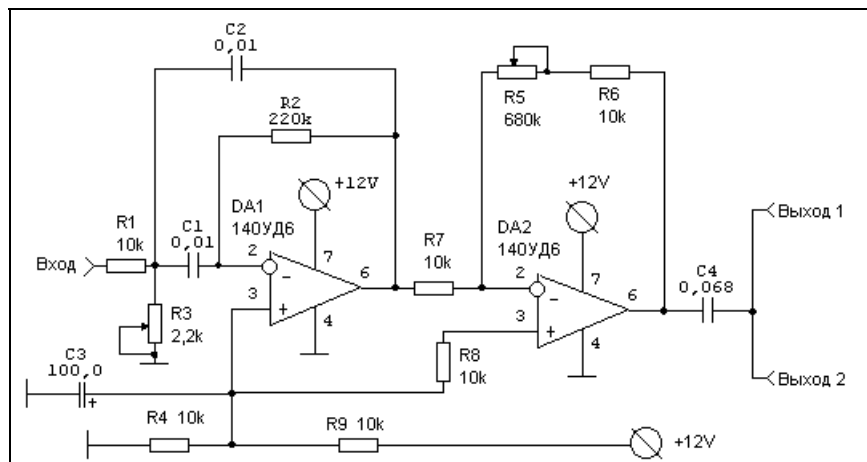 C2
0,01
R2
220k
R5
680k
R6
10k
+12V
+12V
DA1
140УД6
DA2
140УД6
R1
10k
C1
0,01
R7
10k
Вход
2
3
7
6
4
-
+
2
3
7
6
4
-
+
C4
0,068
Выход 1
Выход 2
R3
2,2k
C3
100,0
+
R8
10k
R4 10k
R9 10k
+12V